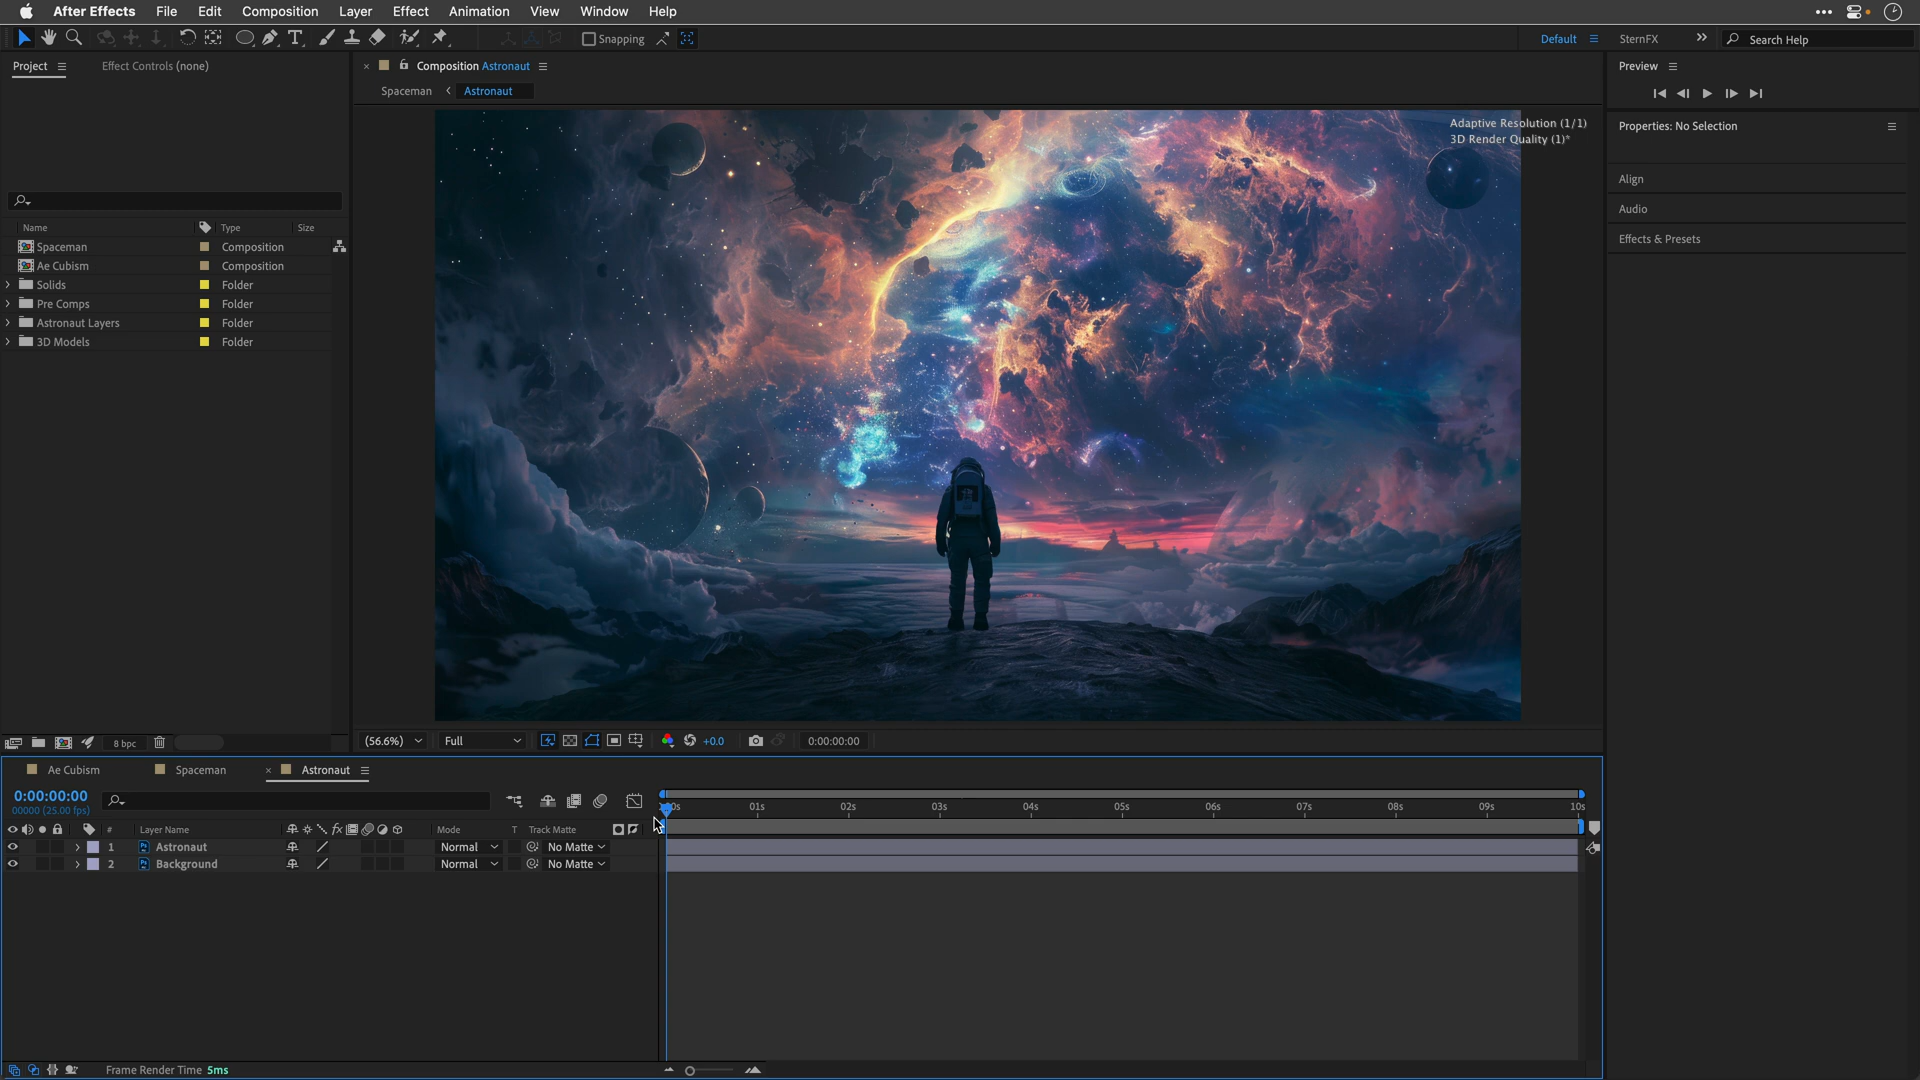 After Effects File Edit Composition Layer Effect Animation View Window Help
Snapping Default SternFX Search Help
Project Effect Controls (none)
Name Type Size
Spaceman Composition
Ae Cubism Composition
Solids Folder
Pre Comps Folder
Astronaut Layers Folder
3D Models Folder
8 bpc
Composition Astronaut
Spaceman Astronaut
Adaptive Resolution (1/1)
3D Render Quality (1)*
(56.6%) Full +0.0 0:00:00:00
Preview
Properties: No Selection
Align
Audio
Effects & Presets
Ae Cubism Spaceman × Astronaut
0:00:00:00
00000 (25.00 fps)
01s 02s 03s 04s 05s 06s 07s 08s 09s 10s
# Layer Name fx Mode T Track Matte
1 Astronaut Normal No Matte
2 Background Normal No Matte
Frame Render Time 5ms